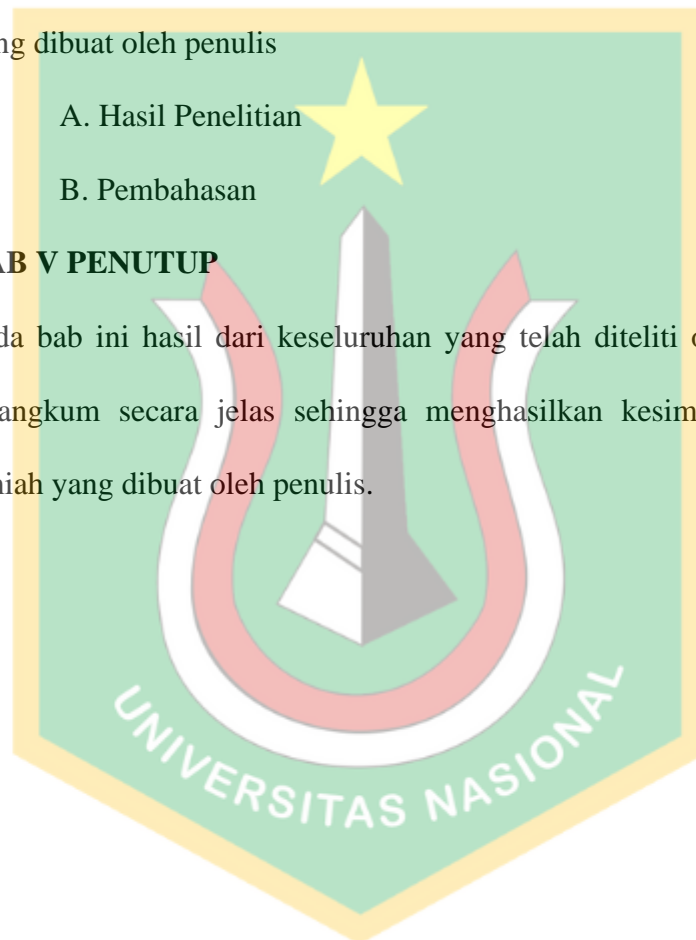 ng dibuat oleh penulis
A. Hasil Penelitian
B. Pembahasan
AB V PENUTUP
da bab ini hasil dari keseluruhan yang telah diteliti o
angkum secara jelas sehingga menghasilkan kesim
niah yang dibuat oleh penulis.
UNIVERSITAS NASIONAL